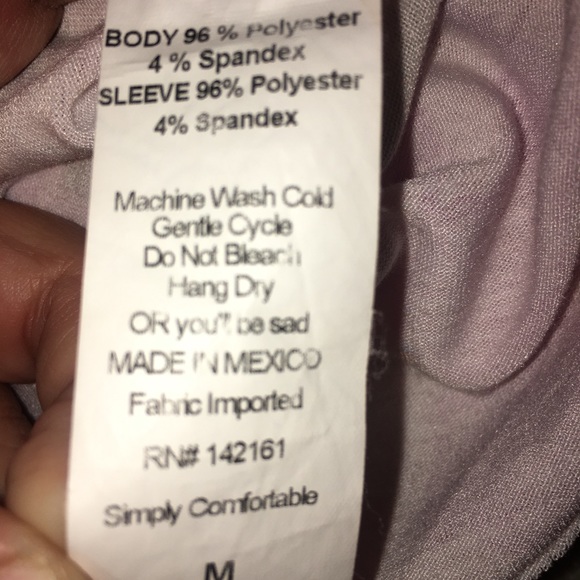 BODY 96 % Polyester
4 % Spandex
SLEEVE 96% Polyester
4% Spandex
Machine Wash Cold
Gentle Cycle
Do Not Bleach
Hang Dry
OR you'll be sad
MADE IN MEXICO
Fabric Imported
RN# 142161
Simply Comfortable
M